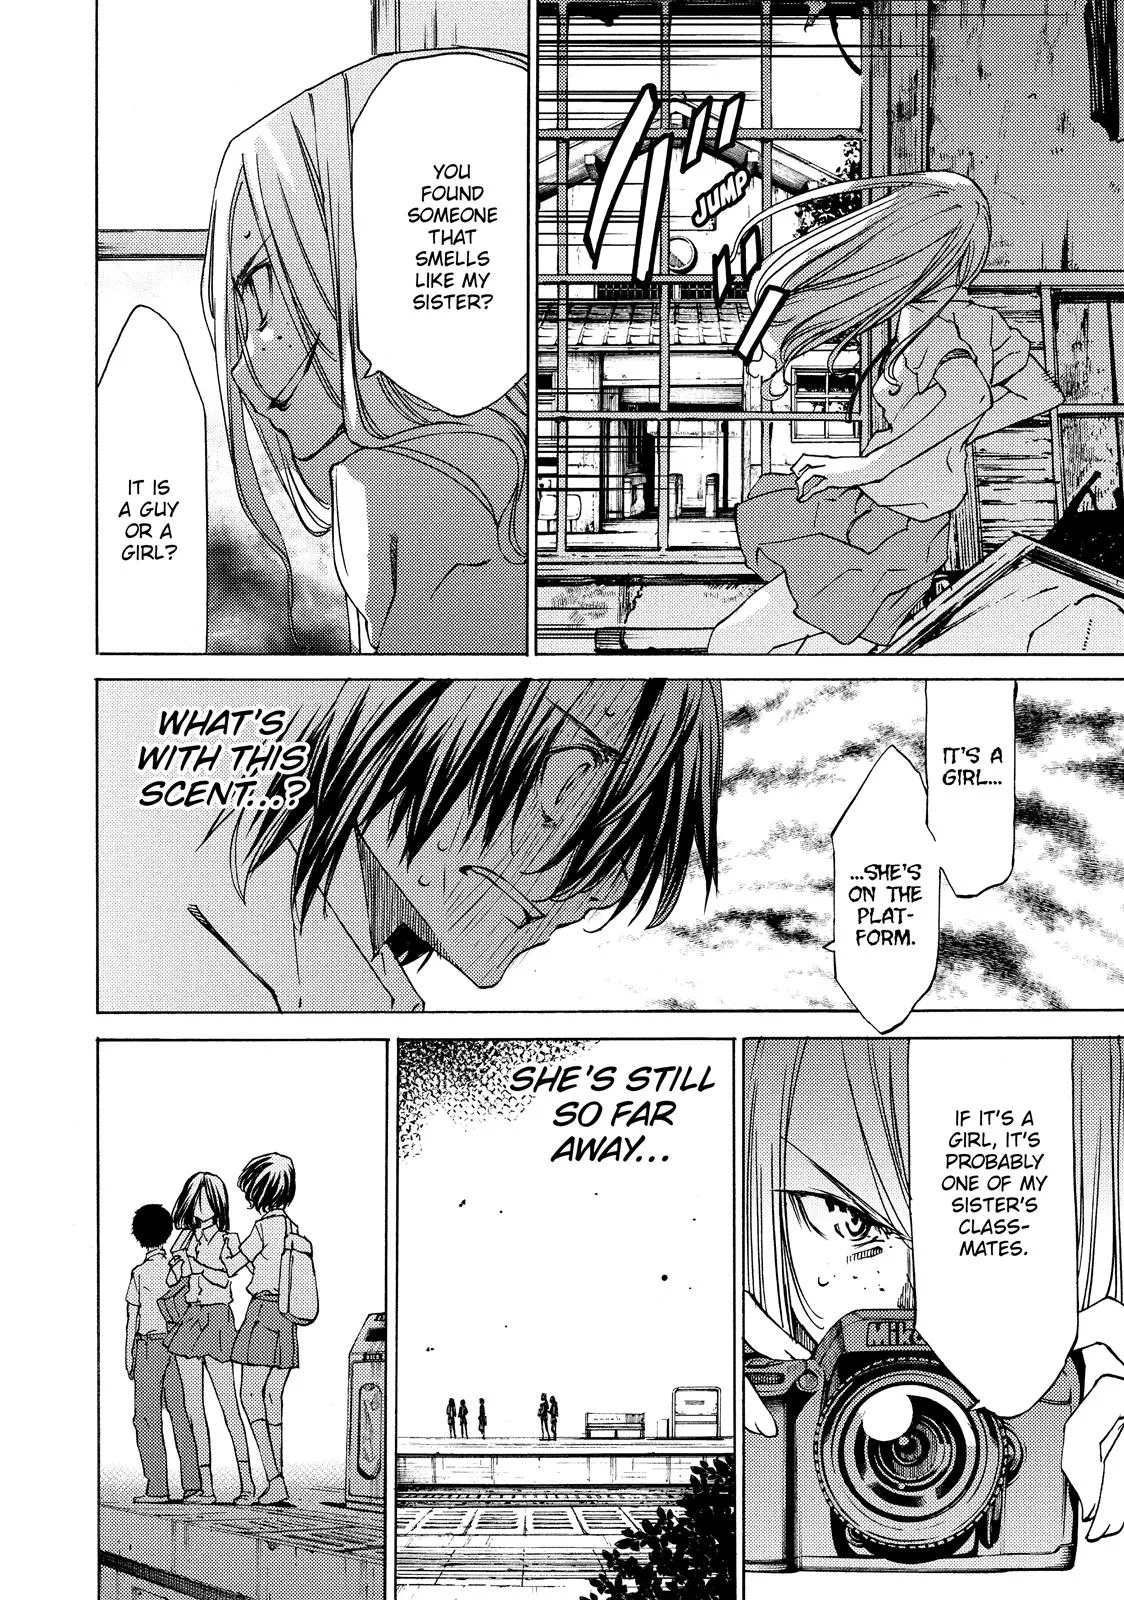 JUMP
YOU
FOUND
SOMEONE
THAT
SMELLS
LIKE MY
SISTER?
IT IS
A GUY
OR A
GIRL?
IT'S A
GIRL...
...SHE'S
ON THE
PLAT-
FORM.
WHAT'S
WITH THIS
SCENT...?
IF IT'S A
GIRL, IT'S
PROBABLY
ONE OF MY
SISTER'S
CLASS-
MATES.
Miko
SHE'S STILL
SO FAR
AWAY...